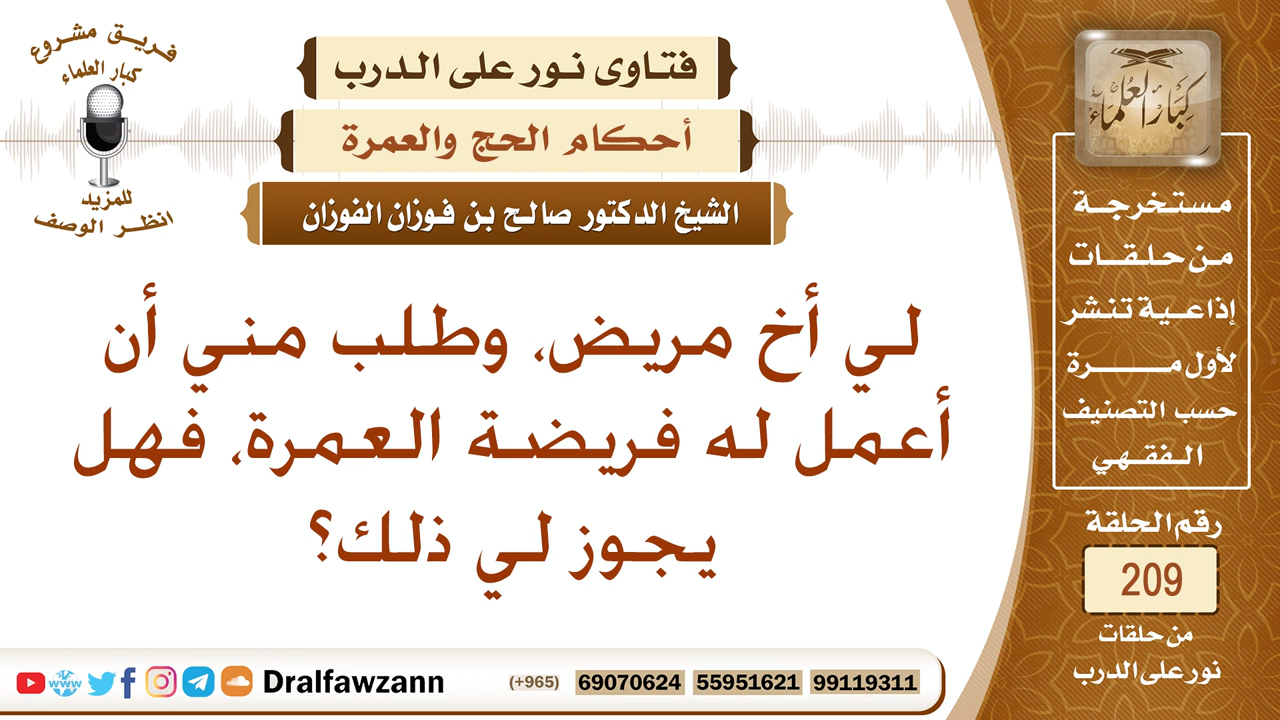 فريق مشروع
كبار العلماء
للمزيد
انظر الوصف
فتاوى نور على الدرب
أحكام الحج والعمرة
الشيخ الدكتور صالح بن فوزان الفوزان
لي أخ مريض، وطلب مني أن
أعمل له فريضة العمرة، فهل
يجوز لي ذلك؟
كبار العلماء
مستخرجة
من حلقات
إذاعية تنشر
لأول مرة
حسب التصنيف
الفقهي
رقم الحلقة
209
من حلقات
نور على الدرب
www
Dralfawzann
(+965) 69070624 55951621 99119311